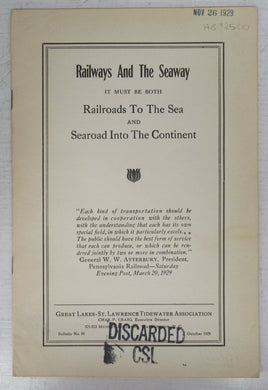 NOV 26 1929
Railways And The Seaway
IT MUST BE BOTH
Railroads To The Sea
AND
Searoad Into The Continent
"Each kind of transportation should be
developed in cooperation with the others,
with the understanding that each has its own
special field, in which it particularly excels. . .
The public should have the best form of service
that each can produce, or which can be ren-
dered jointly by two or more in combination."
General W. W. ATTERBURY, President,
Pennsylvania Railroad—Saturday
Evening Post, March 20, 1929
GREAT LAKES-ST. LAWRENCE TIDEWATER ASSOCIATION
CHAS. P. CRAIG, Executive Director
DISCARDED
October 1929
CSL